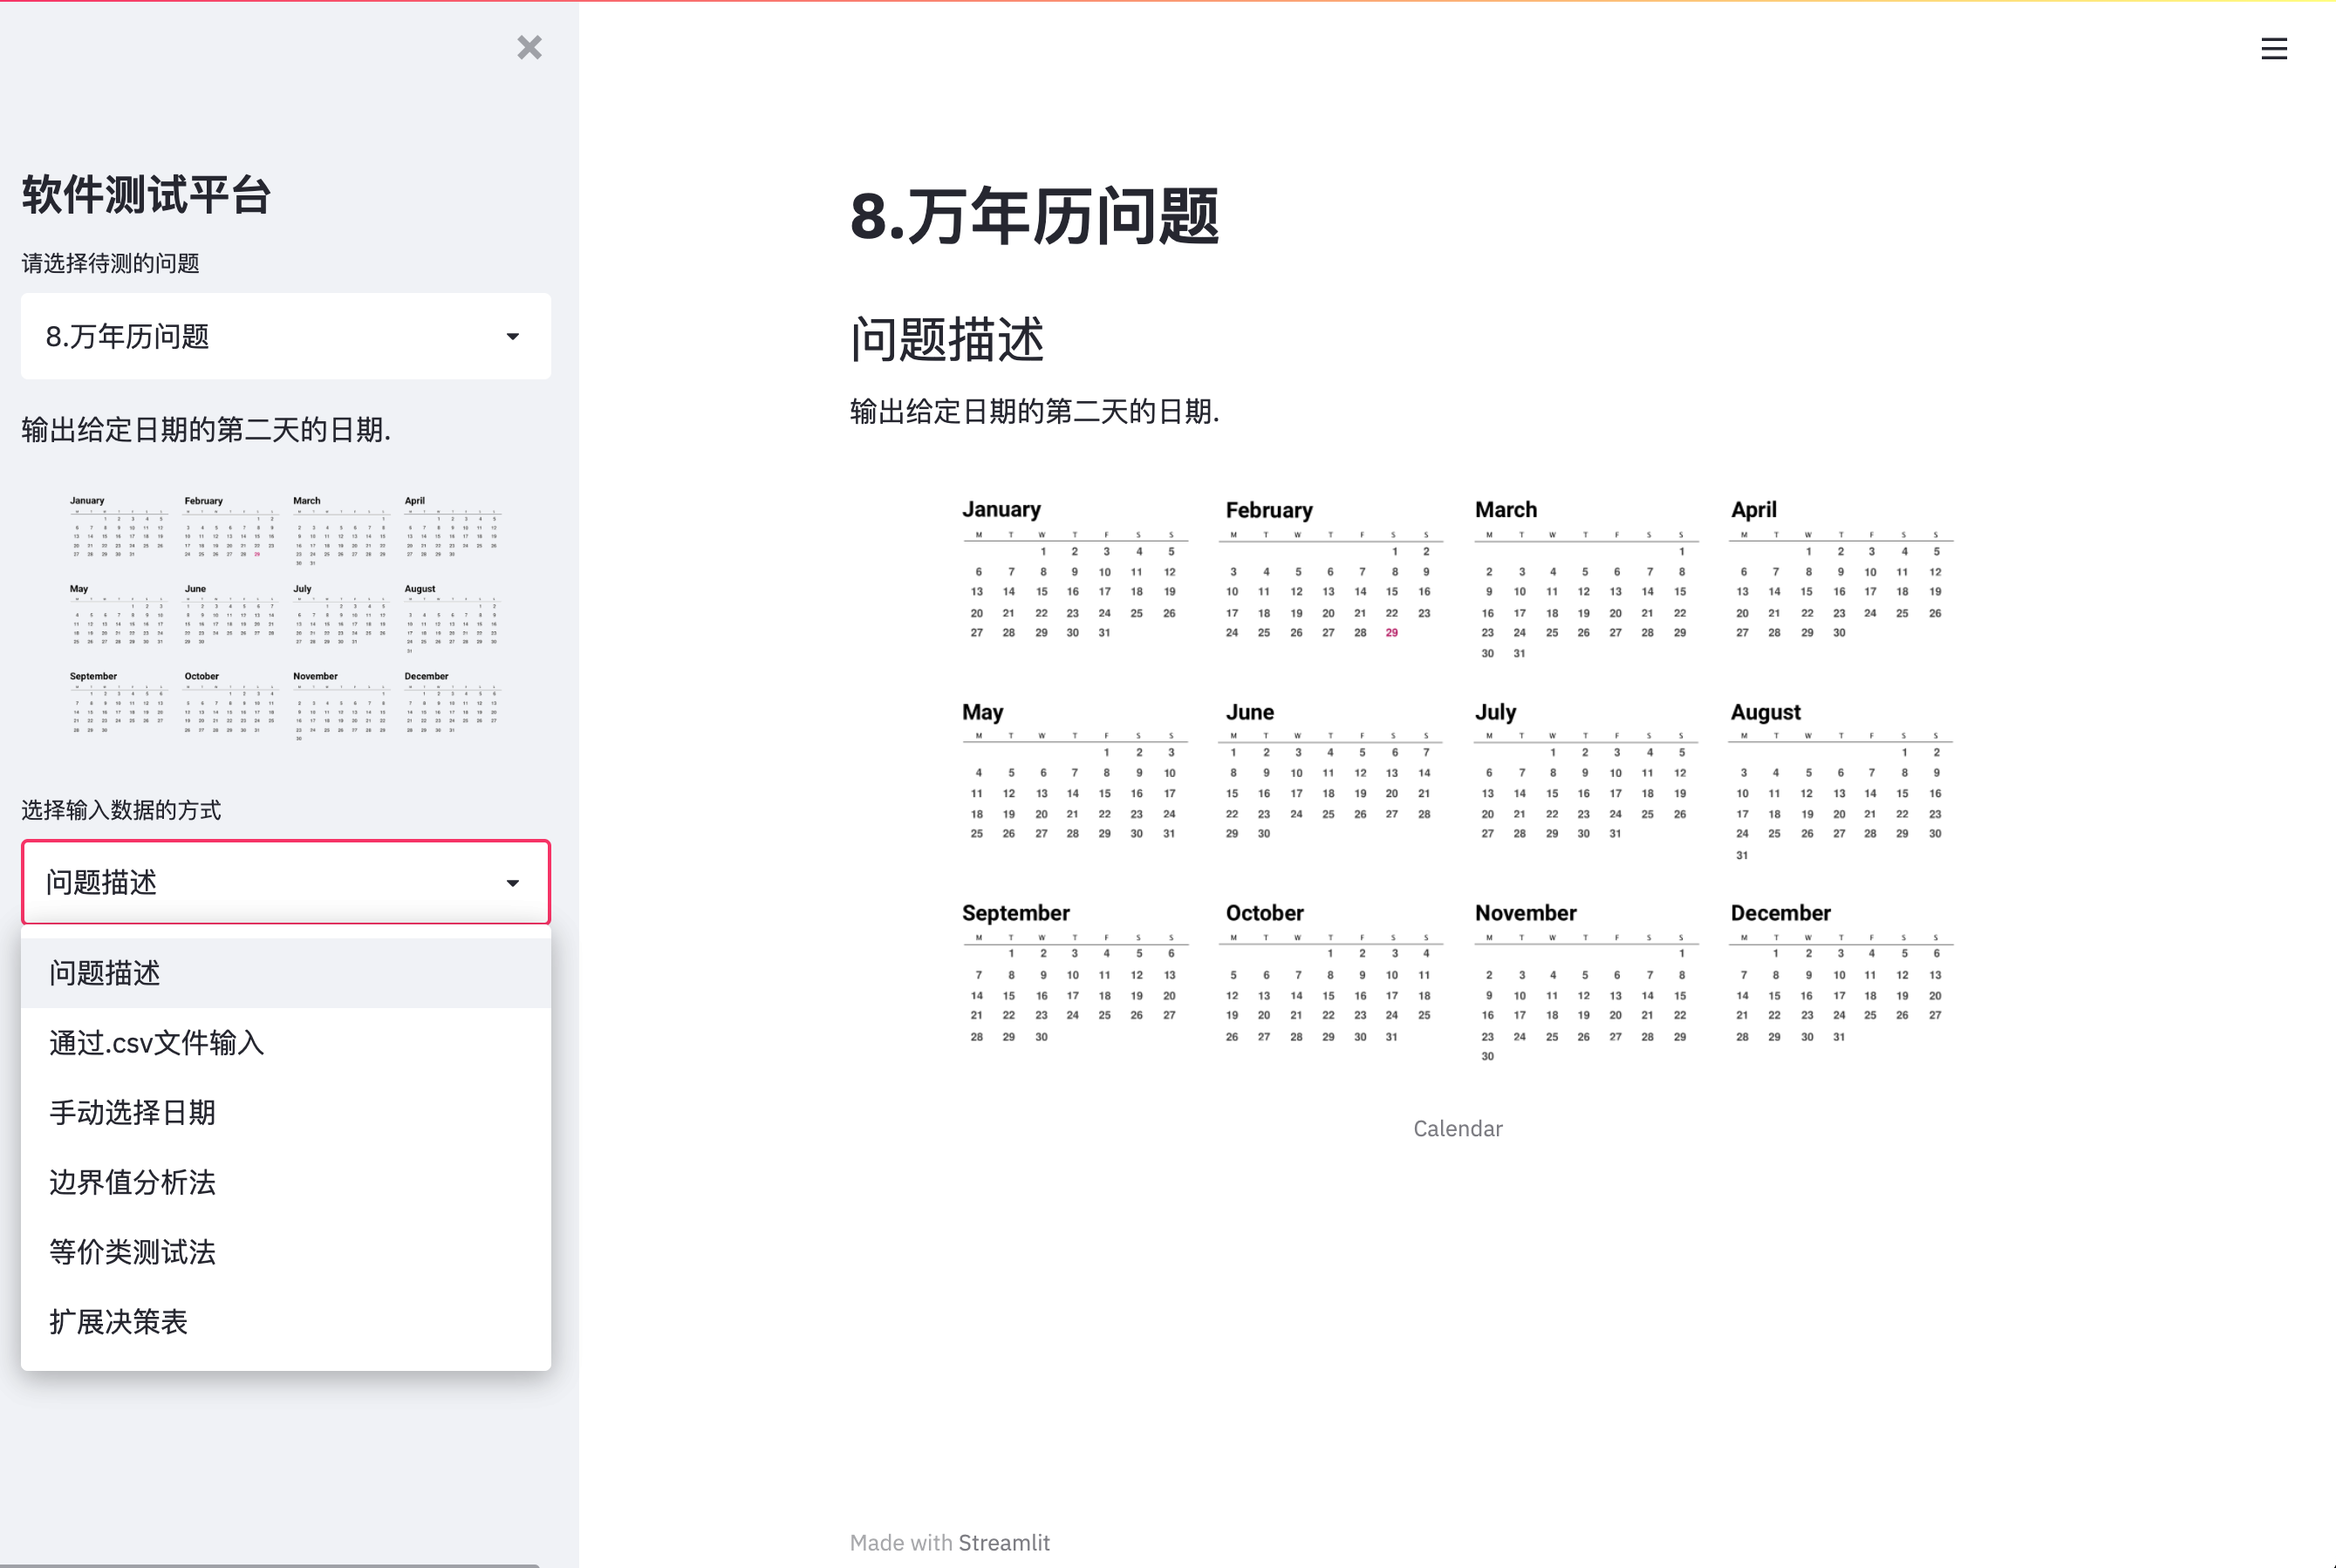 软件测试平台
请选择待测的问题
8.万年历问题
输出给定日期的第二天的日期.
January February March April
May June July August
September October November December
选择输入数据的方式
问题描述
问题描述
通过.csv文件输入
手动选择日期
边界值分析法
等价类测试法
扩展决策表
8.万年历问题
问题描述
输出给定日期的第二天的日期.
January February March April
M T W T F S S M T W T F S S M T W T F S S M T W T F S S
1 2 3 4 5 1 2 1 1 2 3 4 5
6 7 8 9 10 11 12 3 4 5 6 7 8 9 2 3 4 5 6 7 8 6 7 8 9 10 11 12
13 14 15 16 17 18 19 10 11 12 13 14 15 16 9 10 11 12 13 14 15 13 14 15 16 17 18 19
20 21 22 23 24 25 26 17 18 19 20 21 22 23 16 17 18 19 20 21 22 20 21 22 23 24 25 26
27 28 29 30 31 24 25 26 27 28 29 23 24 25 26 27 28 29 27 28 29 30
30 31
May June July August
M T W T F S S M T W T F S S M T W T F S S M T W T F S S
1 2 3 1 2 3 4 5 6 7 1 2 3 4 5 1 2
4 5 6 7 8 9 10 8 9 10 11 12 13 14 6 7 8 9 10 11 12 3 4 5 6 7 8 9
11 12 13 14 15 16 17 15 16 17 18 19 20 21 13 14 15 16 17 18 19 10 11 12 13 14 15 16
18 19 20 21 22 23 24 22 23 24 25 26 27 28 20 21 22 23 24 25 26 17 18 19 20 21 22 23
25 26 27 28 29 30 31 29 30 27 28 29 30 31 24 25 26 27 28 29 30
31
September October November December
M T W T F S S M T W T F S S M T W T F S S M T W T F S S
1 2 3 4 5 6 1 2 3 4 1 1 2 3 4 5 6
7 8 9 10 11 12 13 5 6 7 8 9 10 11 2 3 4 5 6 7 8 7 8 9 10 11 12 13
14 15 16 17 18 19 20 12 13 14 15 16 17 18 9 10 11 12 13 14 15 14 15 16 17 18 19 20
21 22 23 24 25 26 27 19 20 21 22 23 24 25 16 17 18 19 20 21 22 21 22 23 24 25 26 27
28 29 30 26 27 28 29 30 31 23 24 25 26 27 28 29 28 29 30 31
30
Calendar
Made with Streamlit